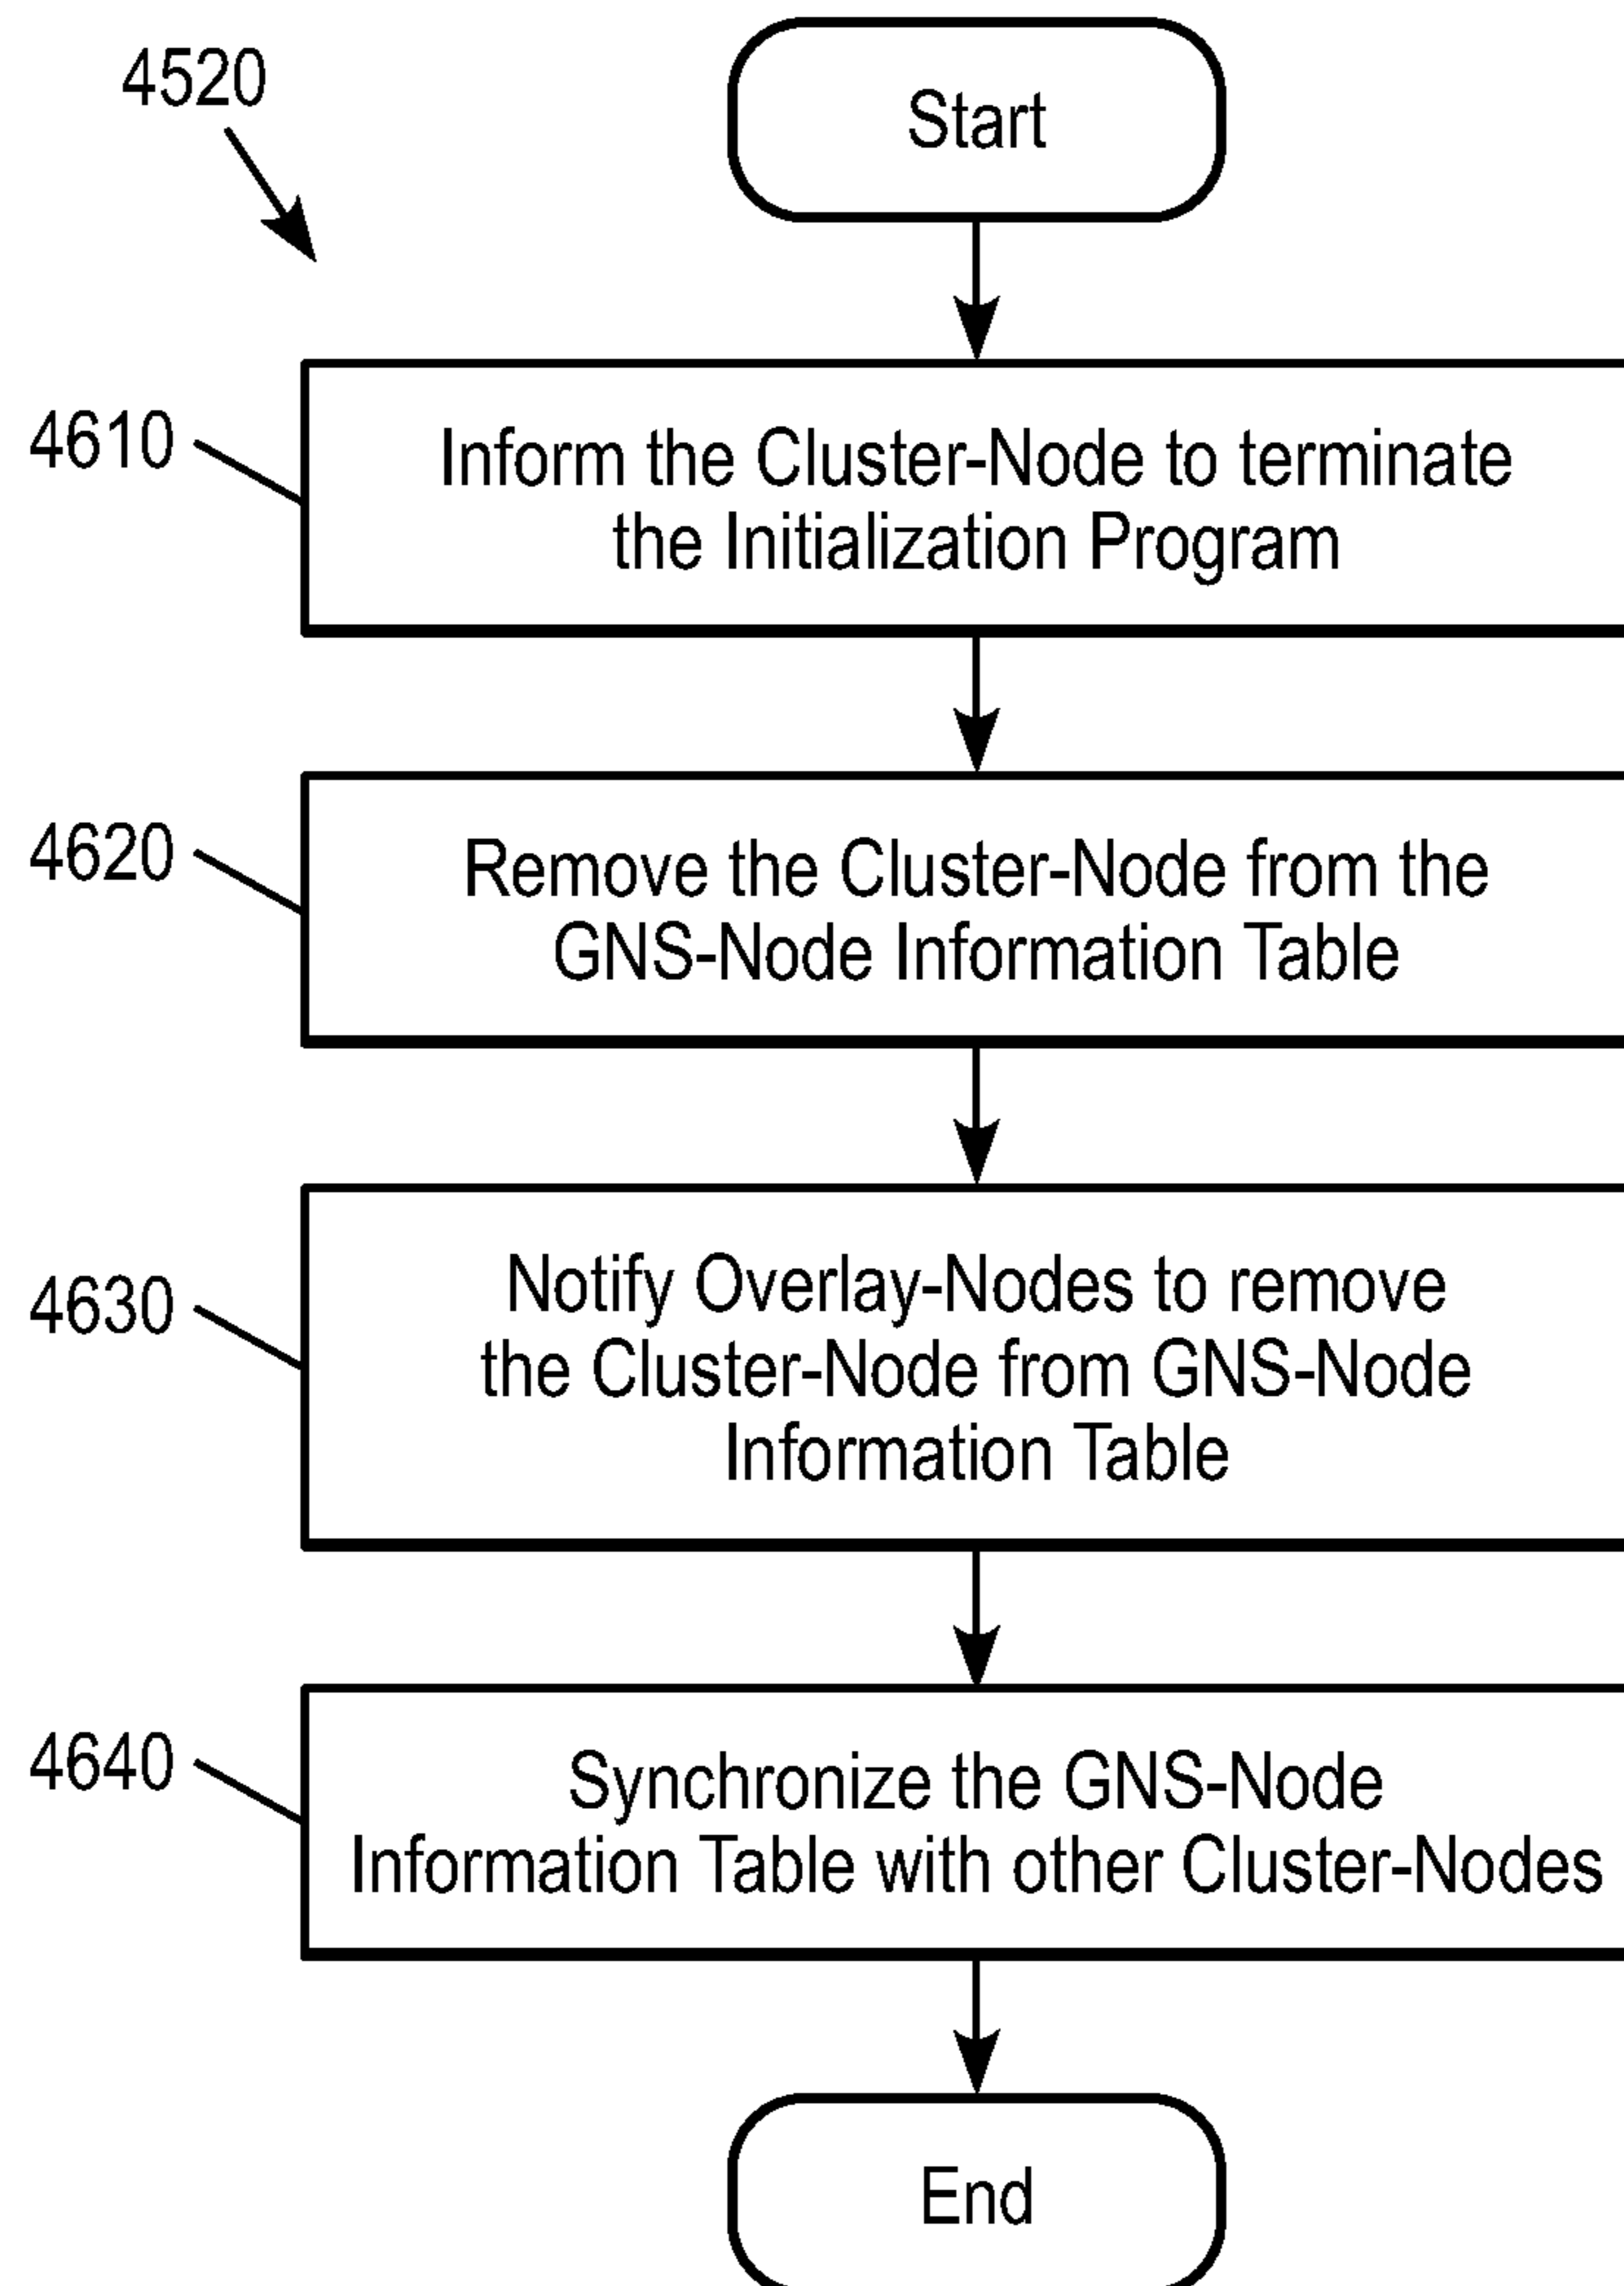 4520
Start
4610
Inform the Cluster-Node to terminate
the Initialization Program
4620
Remove the Cluster-Node from the
GNS-Node Information Table
4630
Notify Overlay-Nodes to remove
the Cluster-Node from GNS-Node
Information Table
4640
Synchronize the GNS-Node
Information Table with other Cluster-Nodes
End